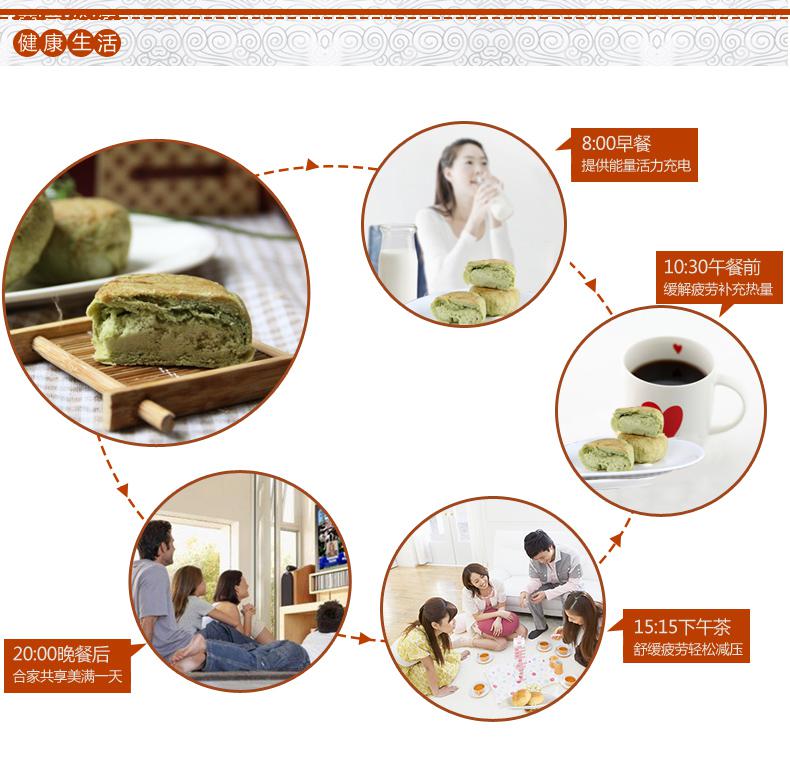 健康生活
8:00早餐
提供能量活力充电
10:30午餐前
缓解疲劳补充热量
15:15下午茶
舒缓疲劳轻松减压
20:00晚餐后
合家共享美满一天